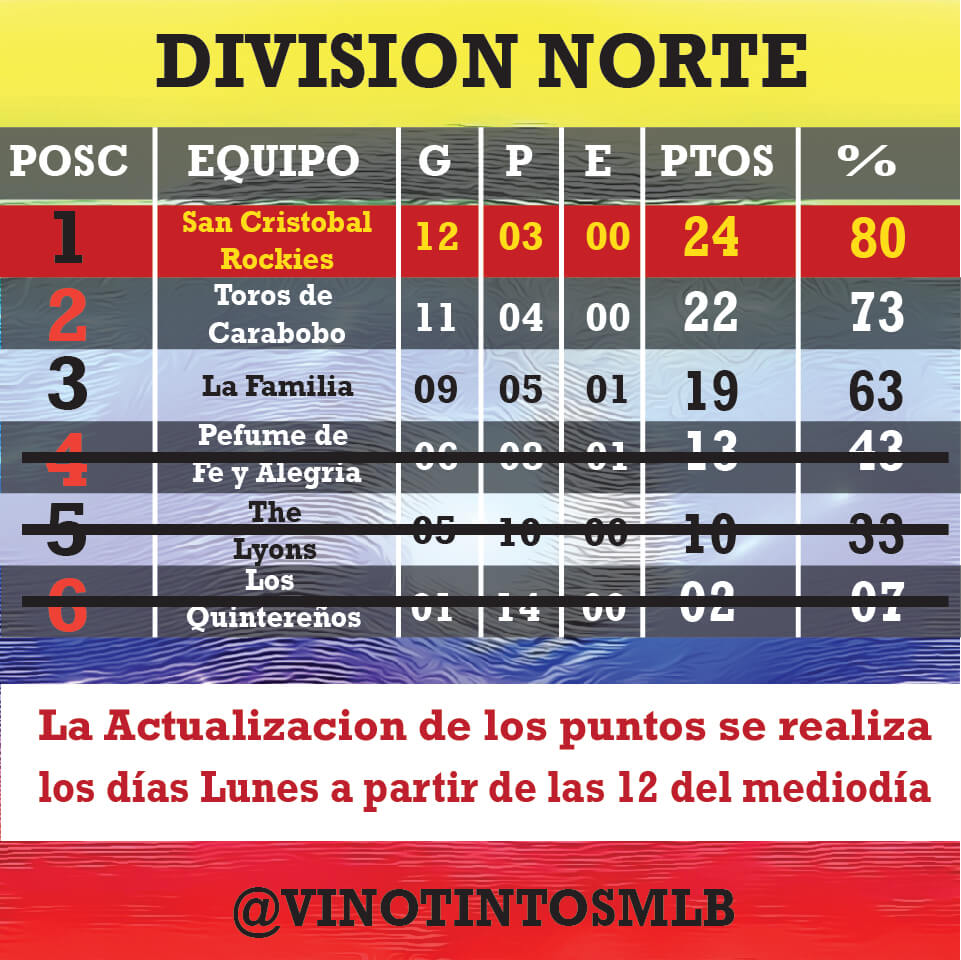 DIVISION NORTE
POSC EQUIPO G P E PTOS %
1 San Cristobal Rockies 12 03 00 24 80
2 Toros de Carabobo 11 04 00 22 73
3 La Familia 09 05 01 19 63
4 Pefume de Fe y Alegria 06 08 01 13 43
5 The Lyons 05 10 00 10 33
6 Los Quintereños 01 14 00 02 07
La Actualizacion de los puntos se realiza
los días Lunes a partir de las 12 del mediodía
@VINOTINTOSMLB